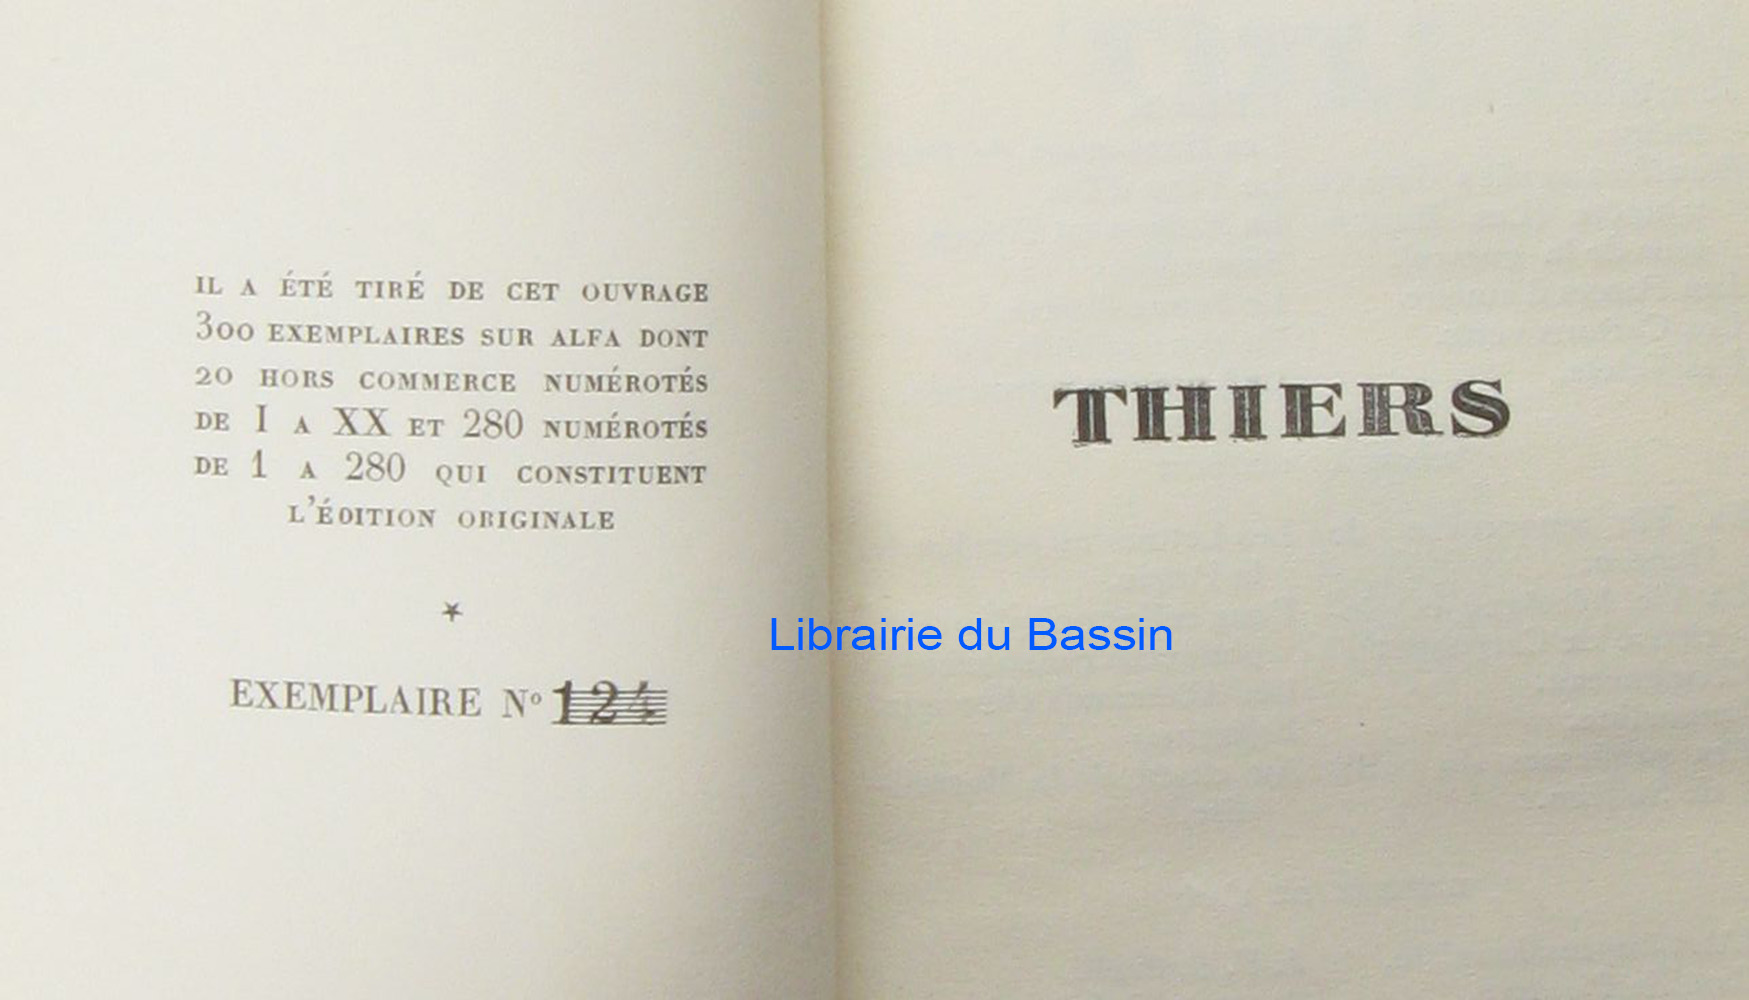 IL A ÉTÉ TIRÉ DE CET OUVRAGE
300 EXEMPLAIRES SUR ALFA DONT
20 HORS COMMERCE NUMÉROTÉS
DE I A XX ET 280 NUMÉROTÉS
DE 1 A 280 QUI CONSTITUENT
L'ÉDITION ORIGINALE
EXEMPLAIRE Nº 124
THIERS
Librairie du Bassin